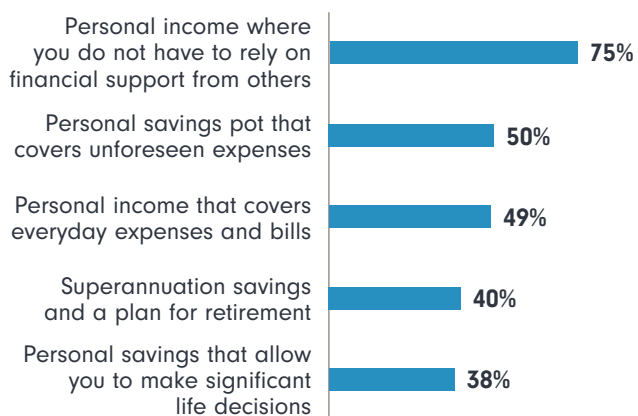 Personal income where
you do not have to rely on
financial support from others
75%
Personal savings pot that
covers unforeseen expenses
50%
Personal income that covers
everyday expenses and bills
49%
Superannuation savings
and a plan for retirement
40%
Personal savings that allow
you to make significant
life decisions
38%